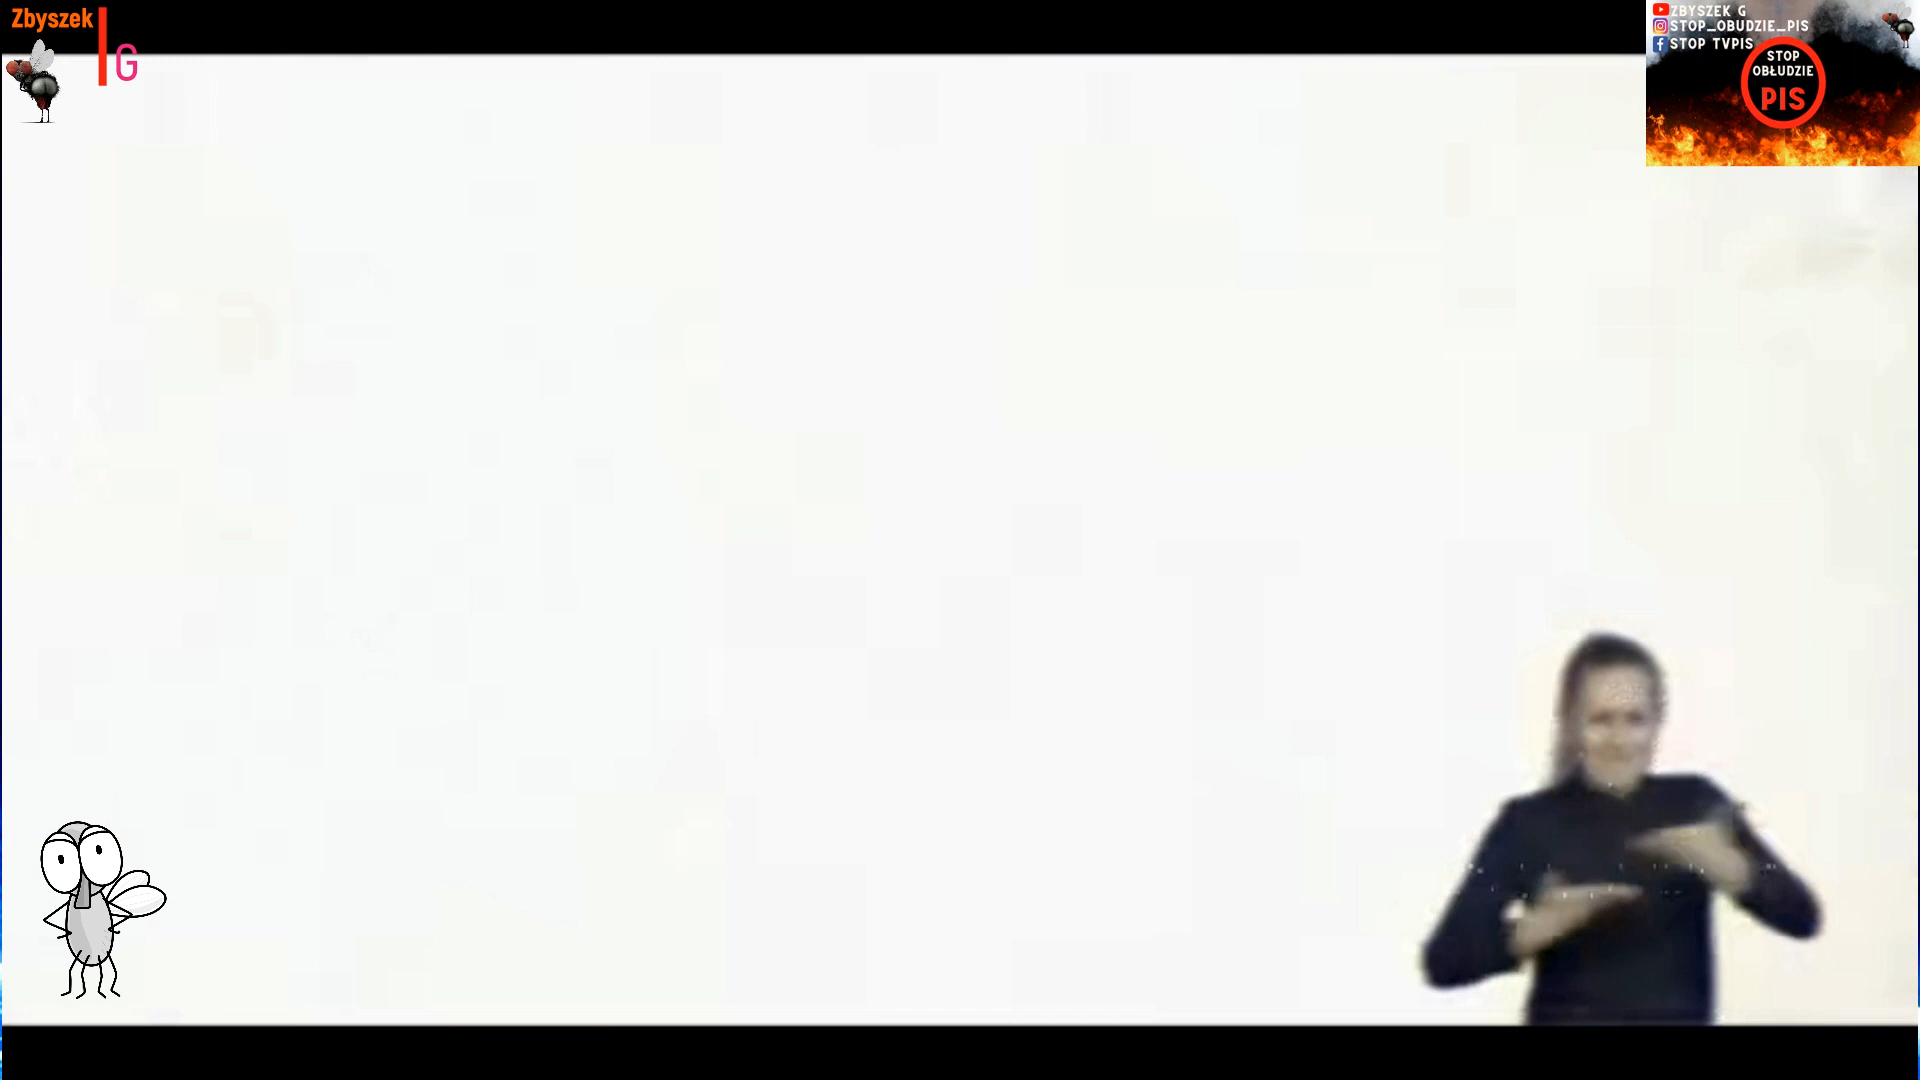 Zbyszek
G
ZBYSZEK G
STOP_OBUDZIE_PIS
STOP TVPIS
STOP
OBŁUDZIE
PIS